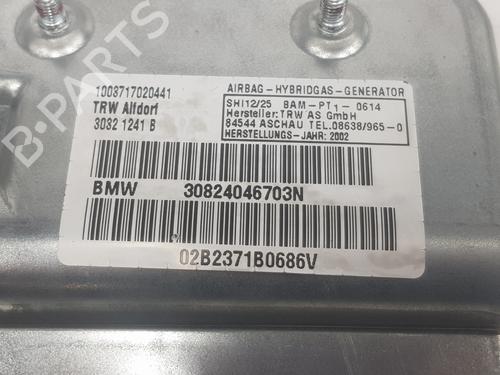 1003717020441
TRW Alfdorf
3032 1241 B
AIRBAG-HYBRIDGAS-GENERATOR
SHI12/25 BAM-PT1-0614
Hersteller:TRW AS GmbH
84544 ASCHAU TEL.08638/965-0
HERSTELLUNGS-JAHR: 2002
BMW 30824046703N
02B2371B0686V
B-PARTS